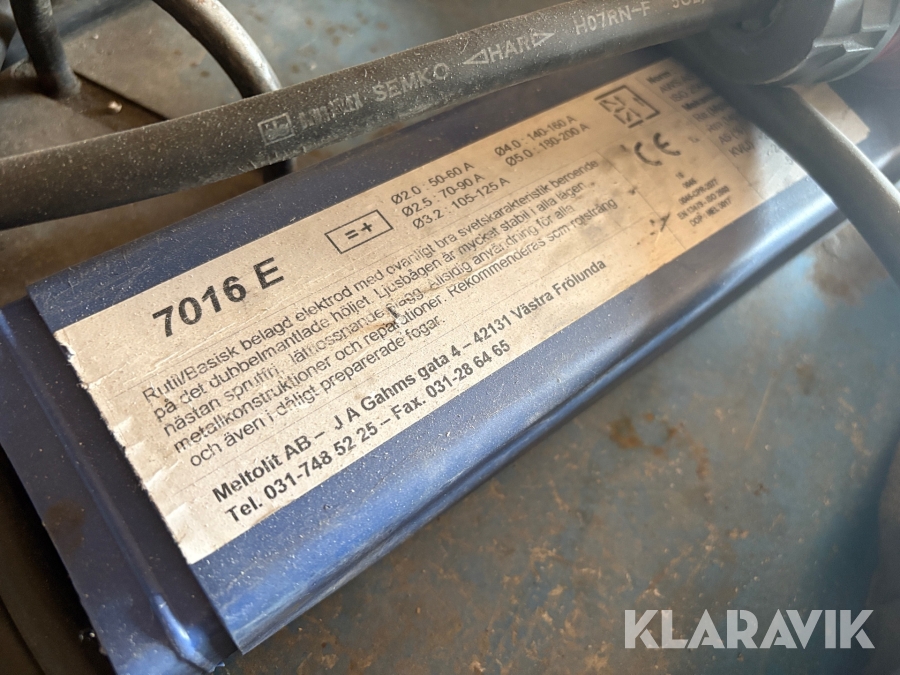 SEMKO ◁HAR▷ H07RN-F
7016 E
=+
Ø2.0 : 50-60 A
Ø2.5 : 70-90 A
Ø3.2 : 105-125 A
Ø4.0 : 140-160 A
Ø5.0 : 180-200 A
CE
Rutil/Basisk belagd elektrod med ovanligt bra svetskarakteristik beroende
på det dubbelmantlade höljet. Ljusbågen är mycket stabil i alla lägen
nästan sprutfri, lättlossnande slagg, allsidig användning för alla
metallkonstruktioner och reparationer. Rekommenderas som rotsträng
och även i dåligt preparerade fogar.
Meltolit AB – J A Gahms gata 4 – 42131 Västra Frölunda
Tel. 031-748 52 25 – Fax. 031-28 64 65
KLARAVIK